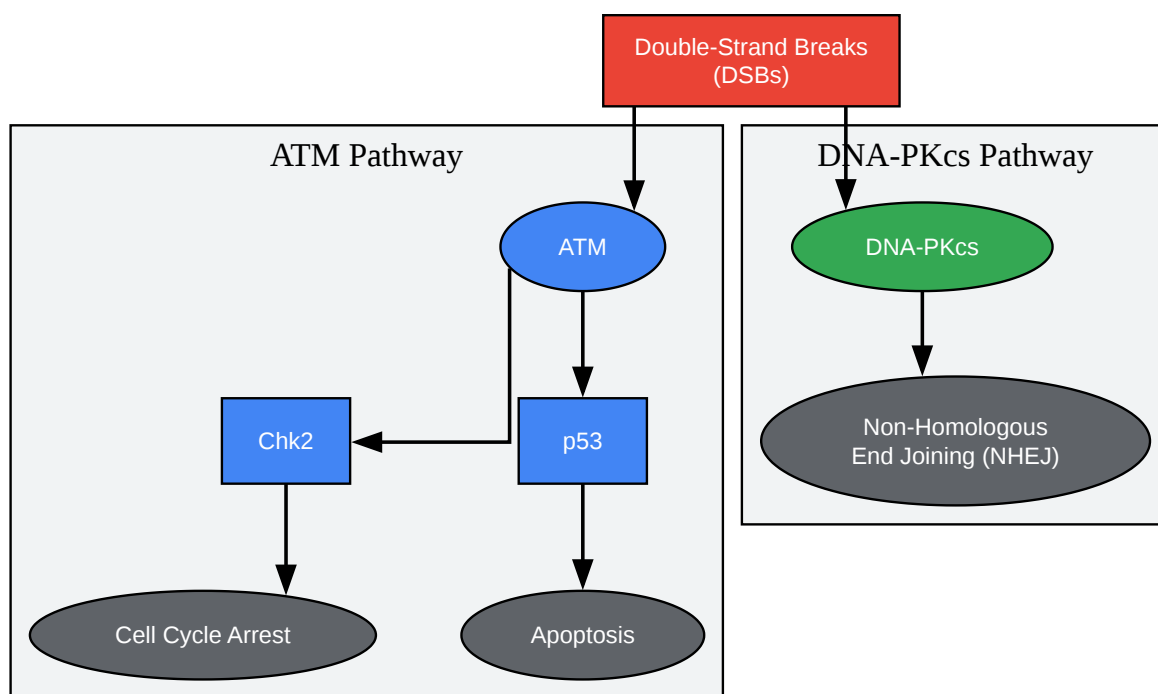 Double-Strand Breaks
(DSBs)
ATM Pathway
DNA-PKcs Pathway
ATM
DNA-PKcs
Chk2
p53
Non-Homologous
End Joining (NHEJ)
Cell Cycle Arrest
Apoptosis